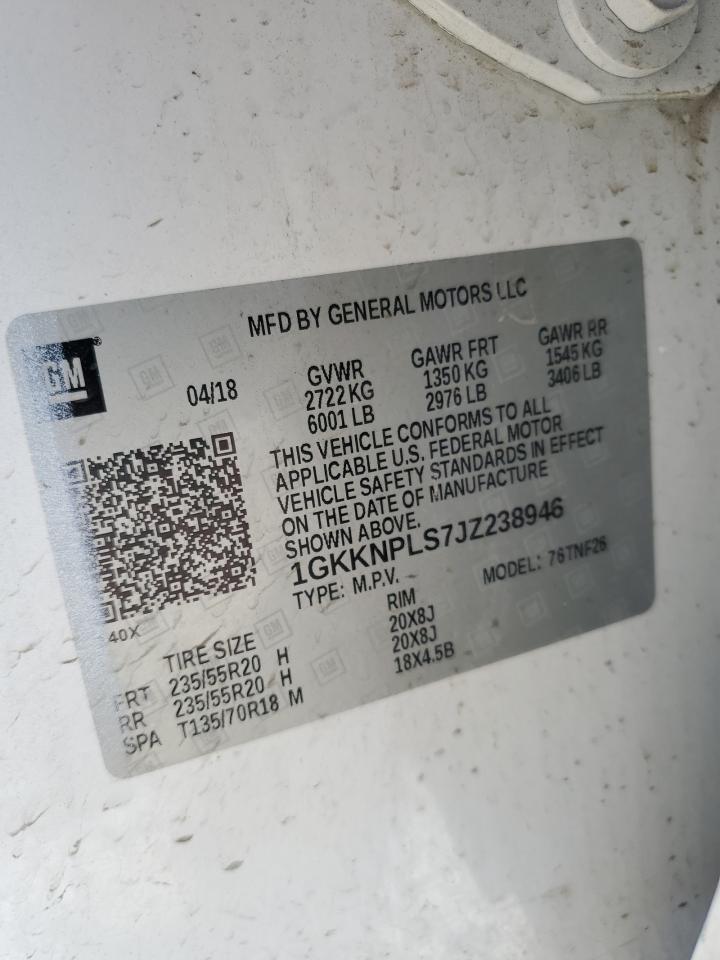 MFD BY GENERAL MOTORS LLC
GM®
04/18
GVWR
2722 KG
6001 LB
GAWR FRT
1350 KG
2976 LB
GAWR RR
1545 KG
3406 LB
THIS VEHICLE CONFORMS TO ALL
APPLICABLE U.S. FEDERAL MOTOR
VEHICLE SAFETY STANDARDS IN EFFECT
ON THE DATE OF MANUFACTURE
SHOWN ABOVE.
1GKKNPLS7JZ238946
TYPE: M.P.V. MODEL: 76TNF26
40X
TIRE SIZE RIM
FRT 235/55R20 H 20X8J
RR 235/55R20 H 20X8J
SPA T135/70R18 M 18X4.5B